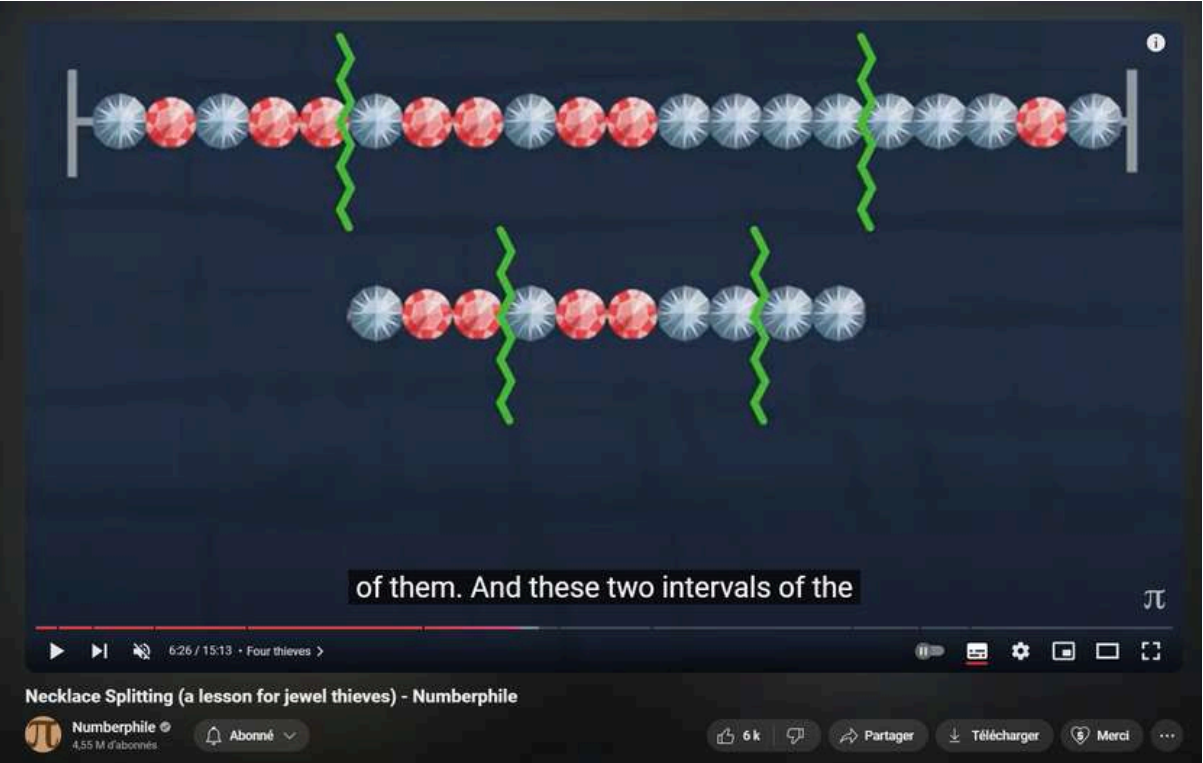 of them. And these two intervals of the
π
6:26 / 15:13 • Four thieves >
Necklace Splitting (a lesson for jewel thieves) - Numberphile
Numberphile
4,55 M d'abonnés
Abonné
6 k
Partager
Télécharger
Merci